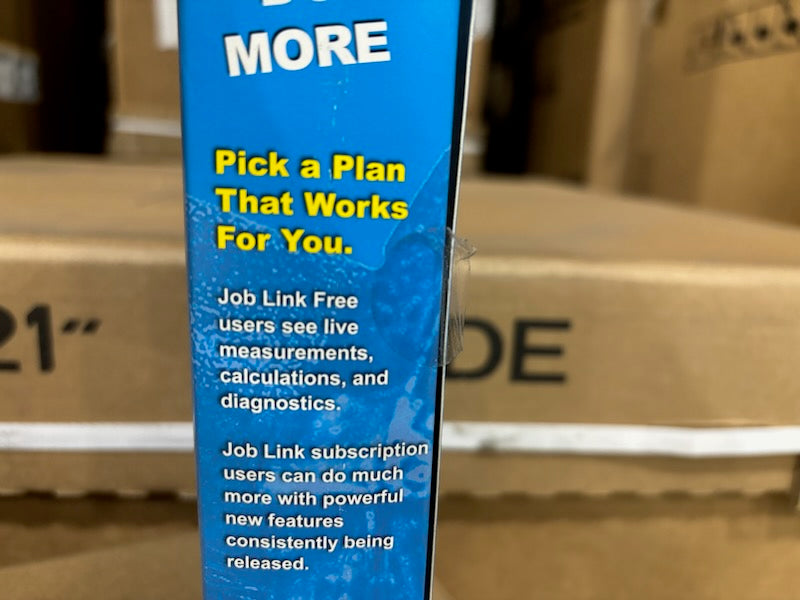 MORE
Pick a Plan
That Works
For You.
Job Link Free
users see live
measurements,
calculations, and
diagnostics.
Job Link subscription
users can do much
more with powerful
new features
consistently being
released.
21"
DE